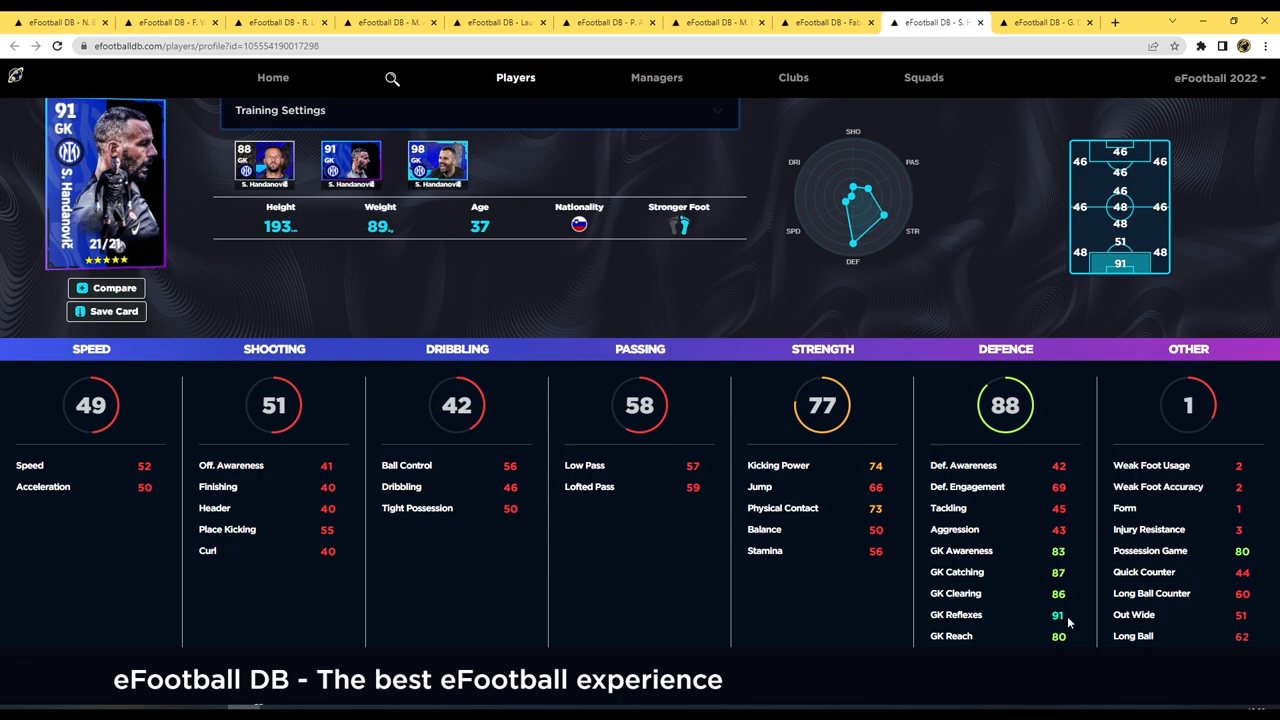 eFootball DB - N. E
eFootball DB - F. V
eFootball DB - R. L
eFootball DB - M. A
eFootball DB - Lau
eFootball DB - P. A
eFootball DB - M. B
eFootball DB - Fab
eFootball DB - S. H
eFootball DB - G. D
efootballdb.com/players/profile?id=105554190017298
Home
Players
Managers
Clubs
Squads
eFootball 2022
91
GK
S. Handanovič
21/21
Compare
Save Card
Training Settings
88 GK S. Handanovič
91 GK S. Handanovič
98 GK S. Handanovič
Height Weight Age Nationality Stronger Foot
193 89 37
SHO
DRI PAS
SPD STR
DEF
46
46 46
46
46
46 48 46
48
51
48 48
91
SPEED SHOOTING DRIBBLING PASSING STRENGTH DEFENCE OTHER
49 51 42 58 77 88 1
Speed 52
Acceleration 50
Off. Awareness 41
Finishing 40
Header 40
Place Kicking 55
Curl 40
Ball Control 56
Dribbling 46
Tight Possession 50
Low Pass 57
Lofted Pass 59
Kicking Power 74
Jump 66
Physical Contact 73
Balance 50
Stamina 56
Def. Awareness 42
Def. Engagement 69
Tackling 45
Aggression 43
GK Awareness 83
GK Catching 87
GK Clearing 86
GK Reflexes 91
GK Reach 80
Weak Foot Usage 2
Weak Foot Accuracy 2
Form 1
Injury Resistance 3
Possession Game 80
Quick Counter 44
Long Ball Counter 60
Out Wide 51
Long Ball 62
eFootball DB - The best eFootball experience